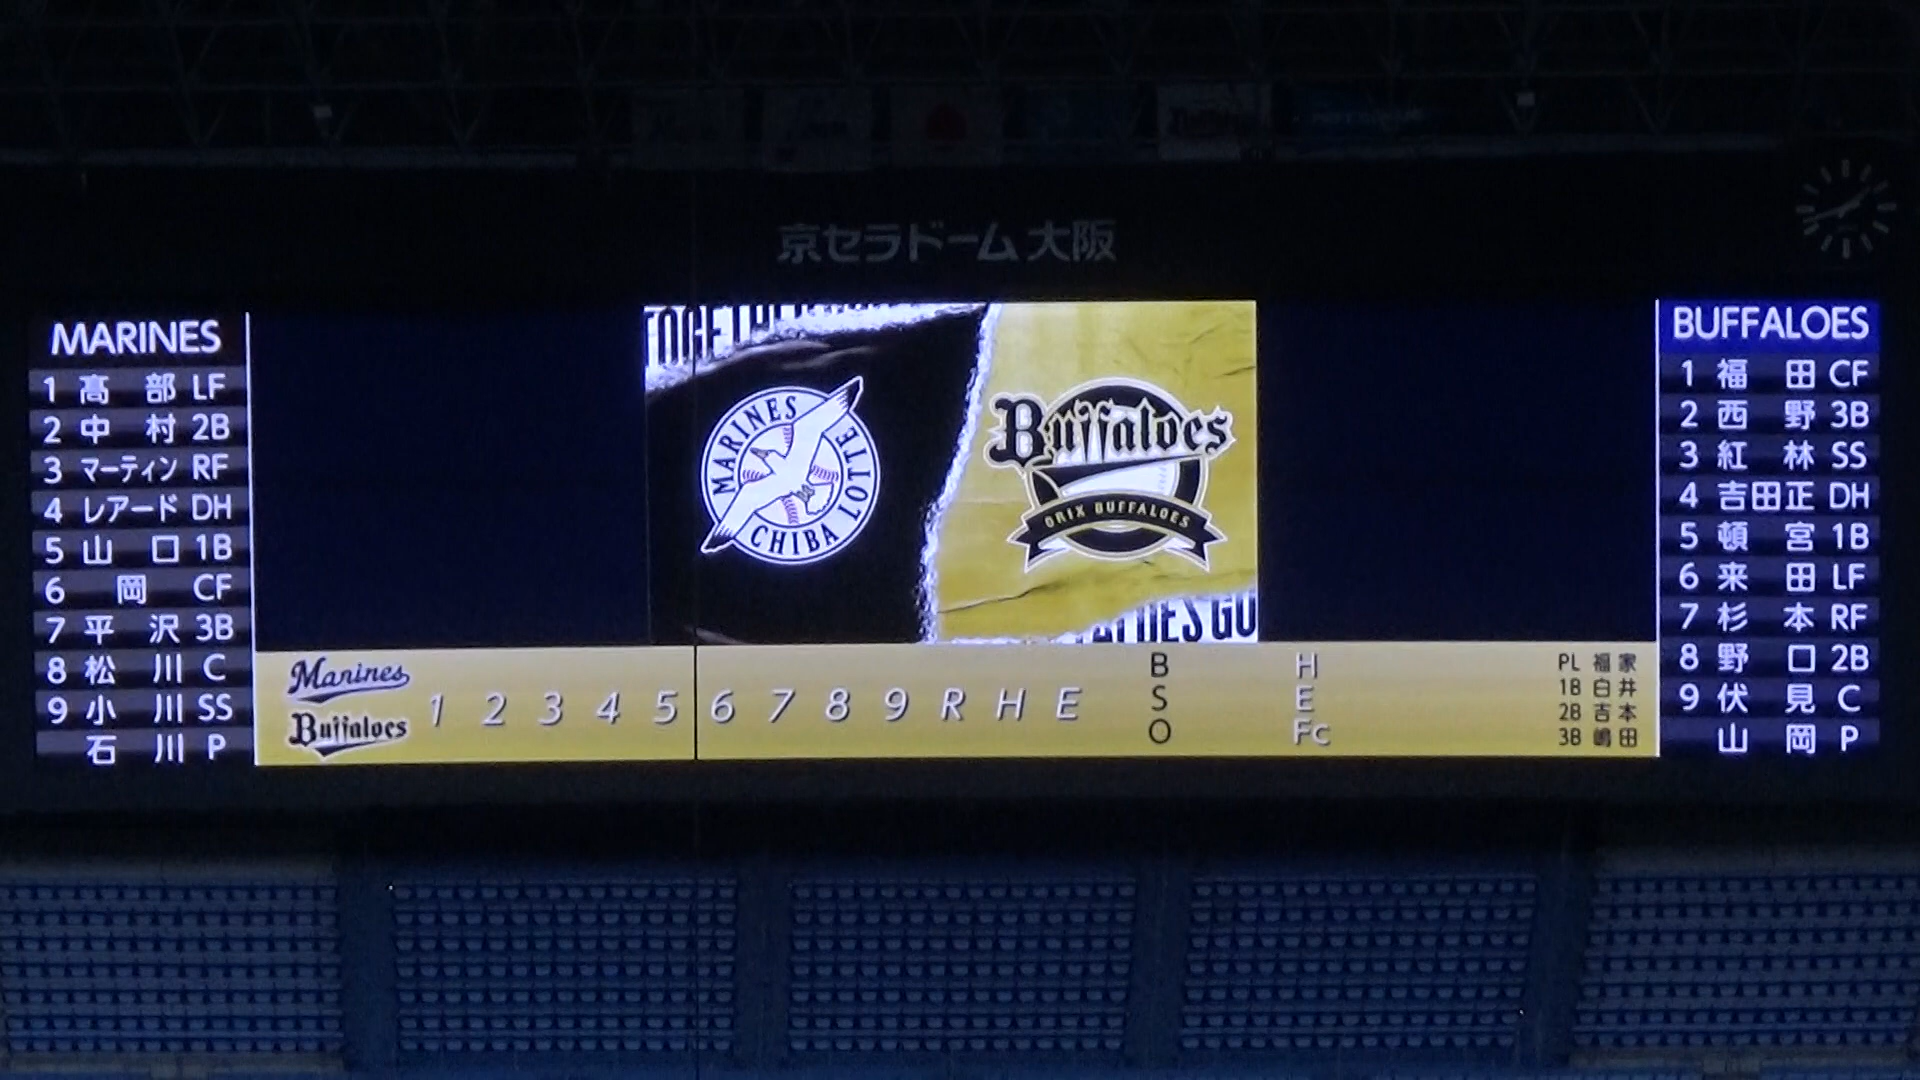 京セラドーム大阪
MARINES
1 髙部 LF
2 中村 2B
3 マーティン RF
4 レアード DH
5 山口 1B
6 岡 CF
7 平沢 3B
8 松川 C
9 小川 SS
石川 P
MARINES
CHIBA LOTTE
Buffaloes
ORIX BUFFALOES
BUFFALOES
1 福田 CF
2 西野 3B
3 紅林 SS
4 吉田正 DH
5 頓宮 1B
6 来田 LF
7 杉本 RF
8 野口 2B
9 伏見 C
山岡 P
Marines
Buffaloes
1 2 3 4 5 6 7 8 9 R H E
B
S
O
H
E
Fc
PL 福家
1B 白井
2B 吉本
3B 嶋田